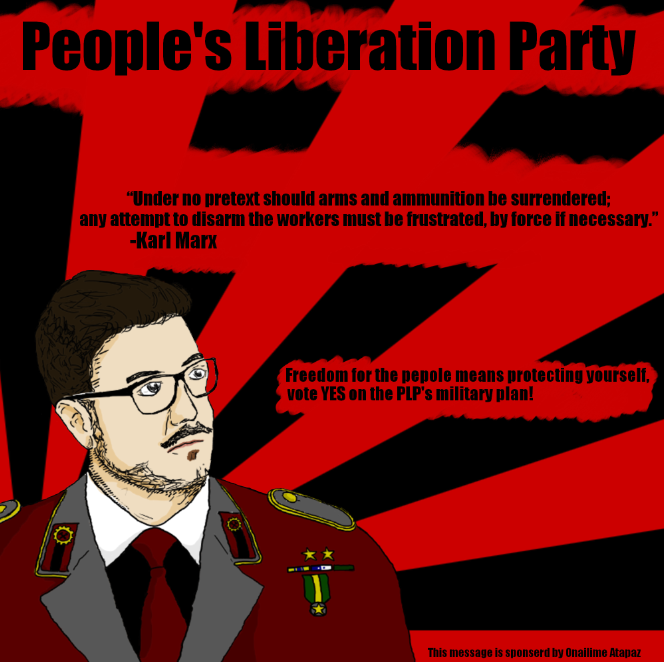 People's Liberation Party
“Under no pretext should arms and ammunition be surrendered;
any attempt to disarm the workers must be frustrated, by force if necessary.”
-Karl Marx
Freedom for the pepole means protecting yourself,
vote YES on the PLP's military plan!
This message is sponserd by Onailime Atapaz